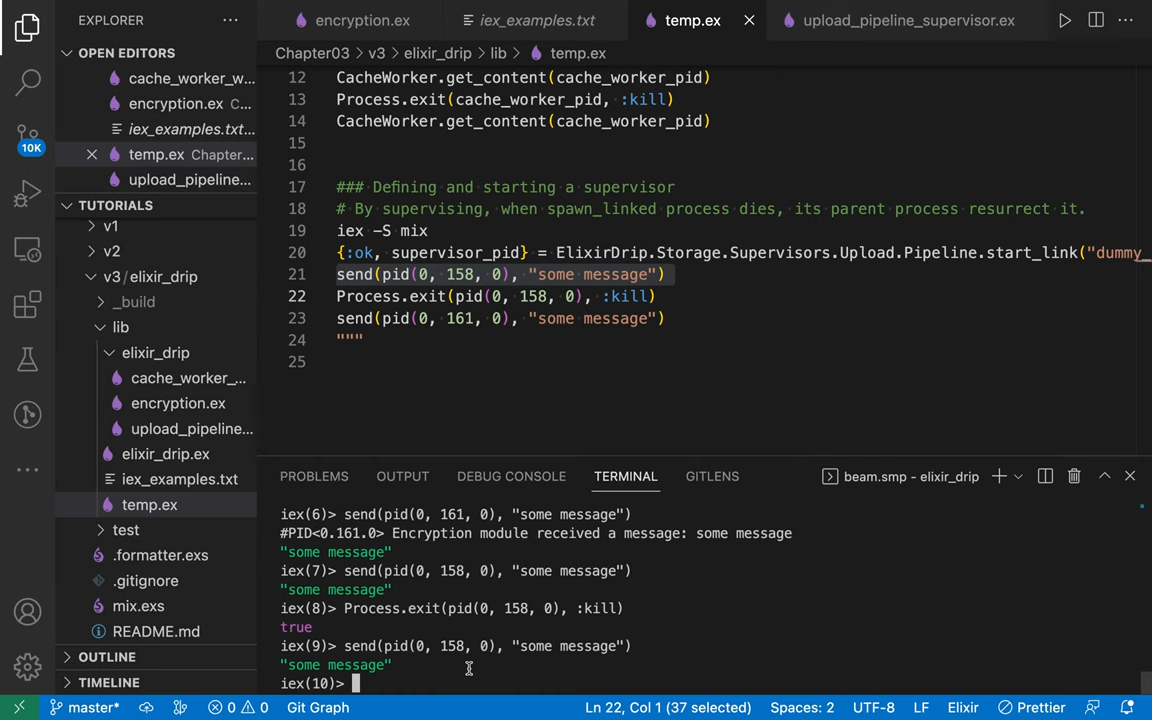 EXPLORER
OPEN EDITORS
cache_worker_w...
encryption.ex C...
iex_examples.txt...
temp.ex Chapter...
upload_pipeline...
TUTORIALS
v1
v2
v3/elixir_drip
_build
lib
elixir_drip
cache_worker_...
encryption.ex
upload_pipeline...
elixir_drip.ex
iex_examples.txt
temp.ex
test
.formatter.exs
.gitignore
mix.exs
README.md
OUTLINE
TIMELINE
10K
encryption.ex
iex_examples.txt
temp.ex
upload_pipeline_supervisor.ex
Chapter03 > v3 > elixir_drip > lib > temp.ex
12 CacheWorker.get_content(cache_worker_pid)
13 Process.exit(cache_worker_pid, :kill)
14 CacheWorker.get_content(cache_worker_pid)
15
16
17 ### Defining and starting a supervisor
18 # By supervising, when spawn_linked process dies, its parent process resurrect it.
19 iex -S mix
20 {:ok, supervisor_pid} = ElixirDrip.Storage.Supervisors.Upload.Pipeline.start_link("dummy_
21 send(pid(0, 158, 0), "some message")
22 Process.exit(pid(0, 158, 0), :kill)
23 send(pid(0, 161, 0), "some message")
24 """
25
PROBLEMS OUTPUT DEBUG CONSOLE TERMINAL GITLENS beam.smp - elixir_drip
iex(6)> send(pid(0, 161, 0), "some message")
#PID<0.161.0> Encryption module received a message: some message
"some message"
iex(7)> send(pid(0, 158, 0), "some message")
"some message"
iex(8)> Process.exit(pid(0, 158, 0), :kill)
true
iex(9)> send(pid(0, 158, 0), "some message")
"some message"
iex(10)>
master* 0 0 Git Graph Ln 22, Col 1 (37 selected) Spaces: 2 UTF-8 LF Elixir Prettier